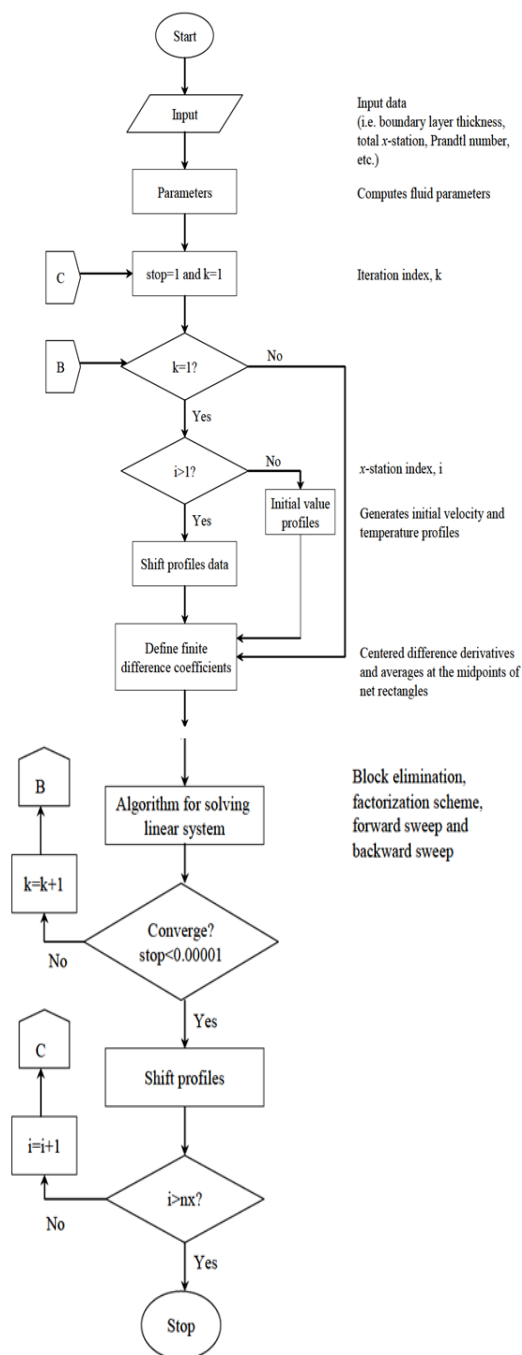 Start
Input
Input data
(i.e. boundary layer thickness,
total x-station, Prandtl number,
etc.)
Parameters
Computes fluid parameters
C
stop=1 and k=1
Iteration index, k
B
k=1?
No
Yes
i>1?
No
x-station index, i
Initial value
profiles
Generates initial velocity and
temperature profiles
Yes
Shift profiles data
Define finite
difference coefficients
Centered difference derivatives
and averages at the midpoints of
net rectangles
B
Algorithm for solving
linear system
Block elimination,
factorization scheme,
forward sweep and
backward sweep
k=k+1
Converge?
stop<0.00001
No
Yes
C
Shift profiles
i=i+1
i>nx?
No
Yes
Stop